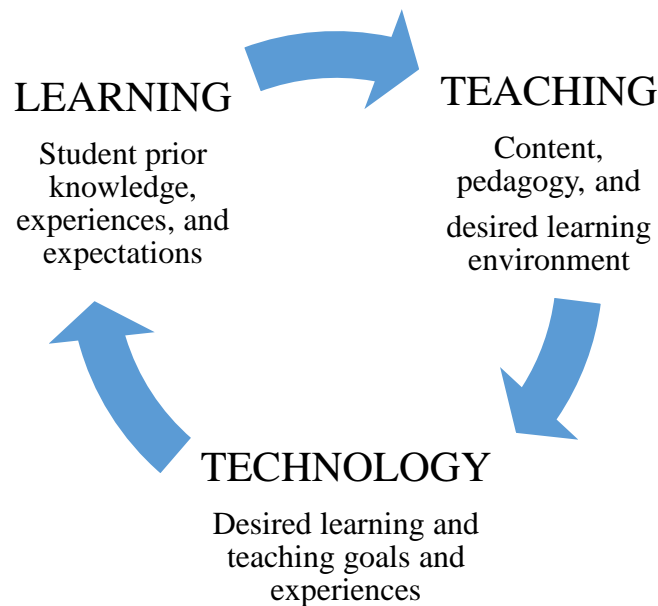 LEARNING
Student prior
knowledge,
experiences, and
expectations
TEACHING
Content,
pedagogy, and
desired learning
environment
TECHNOLOGY
Desired learning and
teaching goals and
experiences